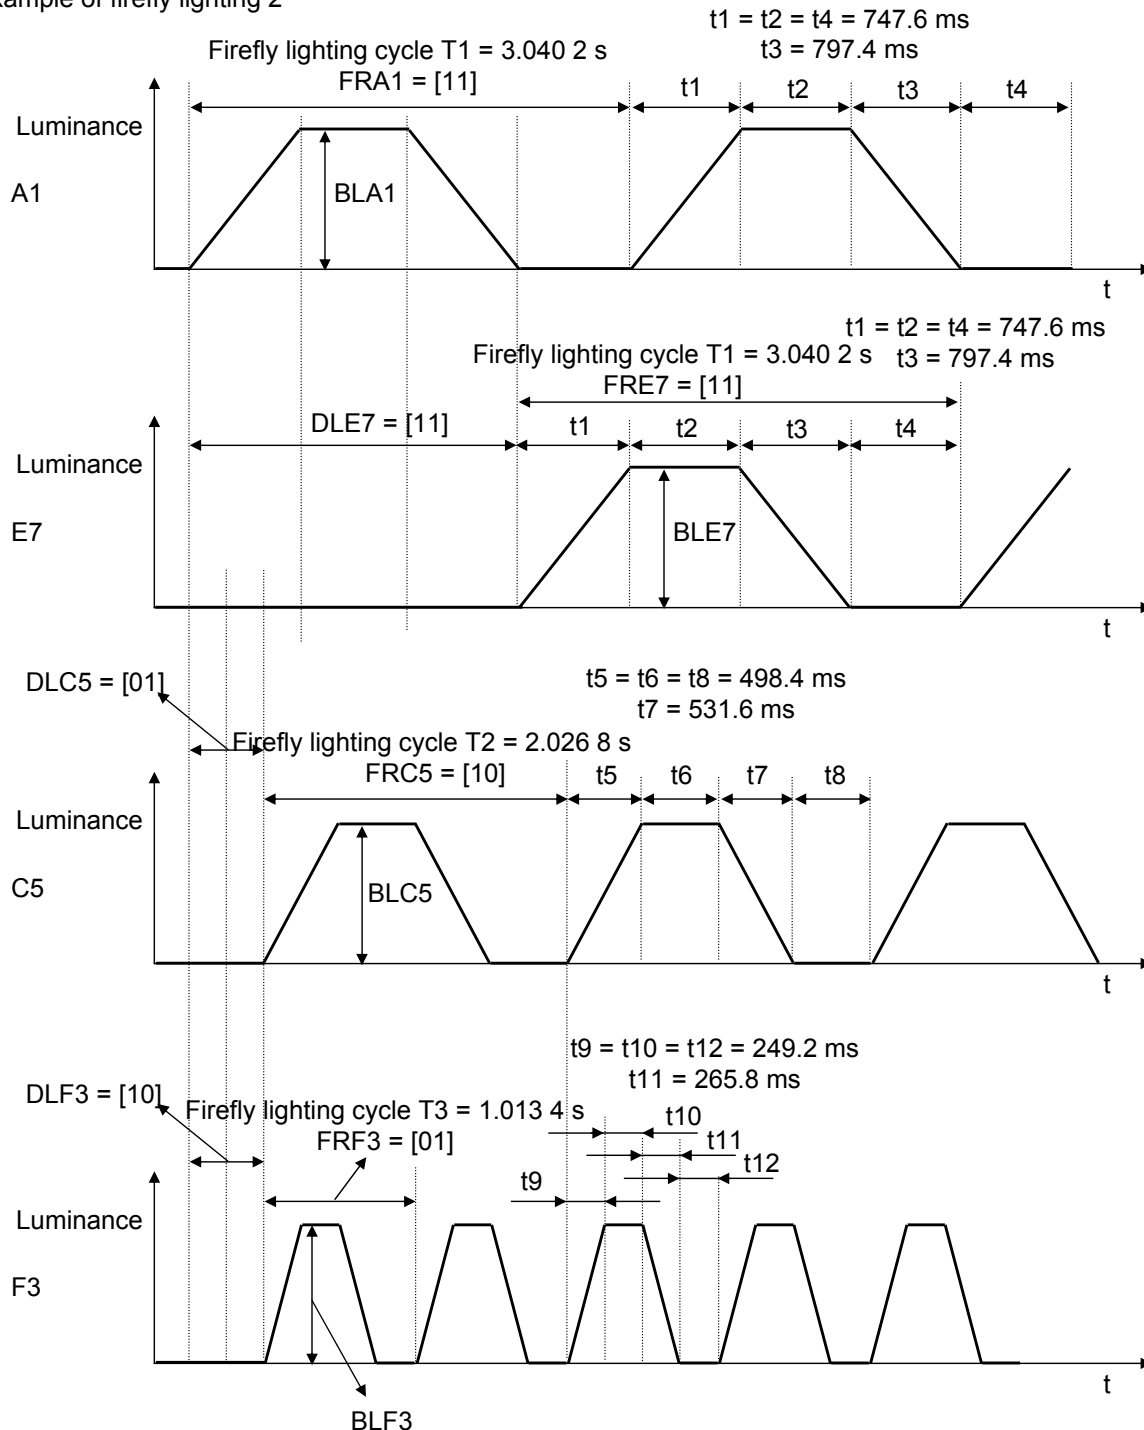 xample of firefly lighting 2
t1 = t2 = t4 = 747.6 ms
t3 = 797.4 ms
Firefly lighting cycle T1 = 3.040 2 s
FRA1 = [11]
t1
t2
t3
t4
Luminance
A1
BLA1
t
t1 = t2 = t4 = 747.6 ms
t3 = 797.4 ms
Firefly lighting cycle T1 = 3.040 2 s
FRE7 = [11]
DLE7 = [11]
t1
t2
t3
t4
Luminance
E7
BLE7
t
DLC5 = [01]
t5 = t6 = t8 = 498.4 ms
t7 = 531.6 ms
Firefly lighting cycle T2 = 2.026 8 s
FRC5 = [10]
t5
t6
t7
t8
Luminance
C5
BLC5
t
t9 = t10 = t12 = 249.2 ms
t11 = 265.8 ms
DLF3 = [10]
Firefly lighting cycle T3 = 1.013 4 s
FRF3 = [01]
t10
t11
t12
t9
Luminance
F3
t
BLF3